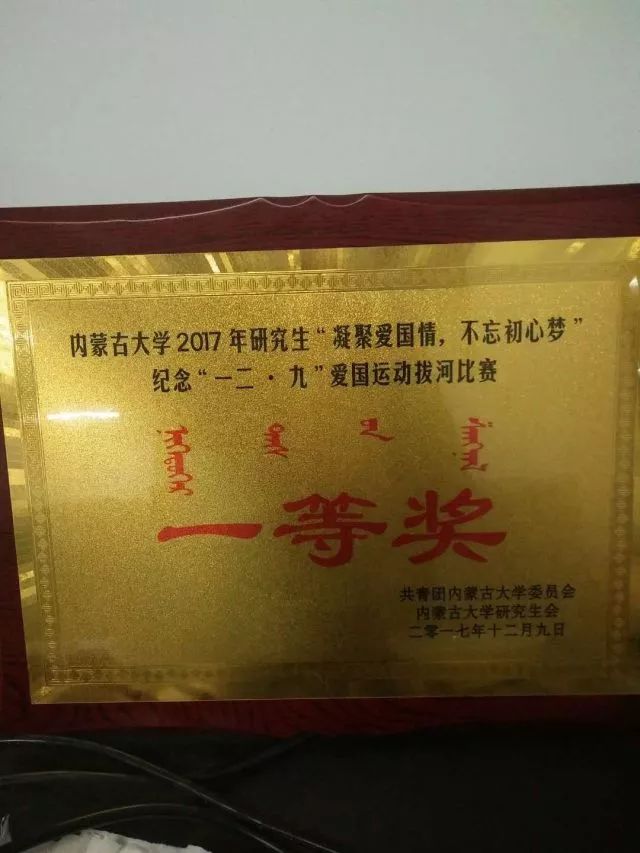 内蒙古大学2017年研究生“凝聚爱国情，不忘初心梦”
纪念“一二·九”爱国运动拔河比赛
一等奖
共青团内蒙古大学委员会
内蒙古大学研究生会
二零一七年十二月九日